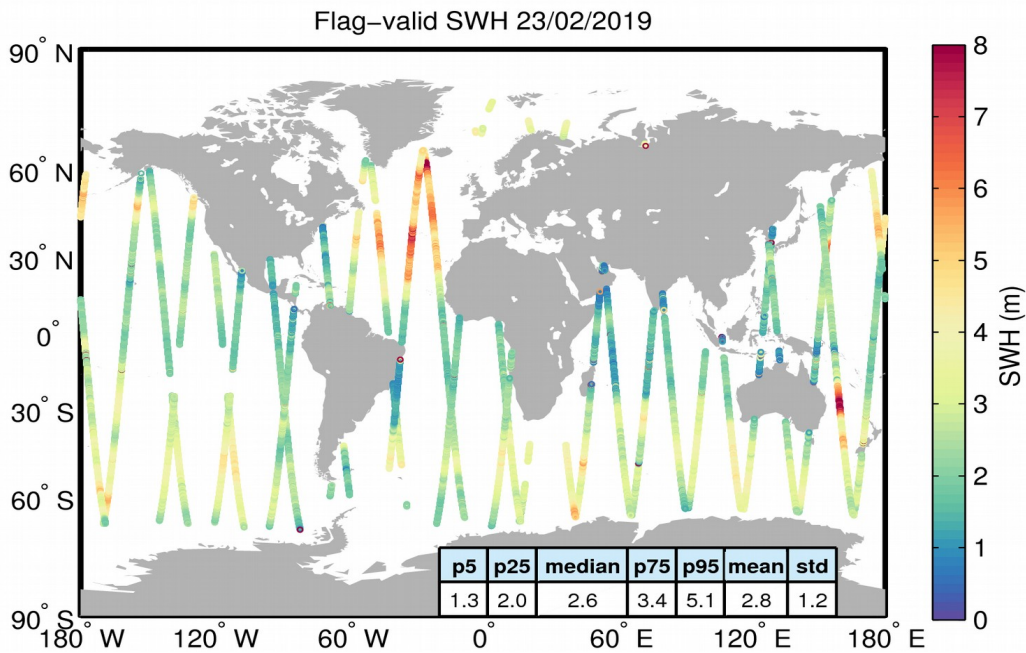 Flag−valid SWH 23/02/2019
90° N
60° N
30° N
0°
30° S
60° S
90° S
180° W
120° W
60° W
0°
60° E
120° E
180° E
8
7
6
5
4
3
2
1
0
SWH (m)
p5 p25 median p75 p95 mean std
1.3 2.0 2.6 3.4 5.1 2.8 1.2